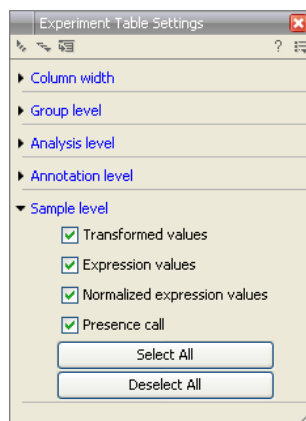 Experiment Table Settings
?
Column width
Group level
Analysis level
Annotation level
Sample level
Transformed values
Expression values
Normalized expression values
Presence call
Select All
Deselect All